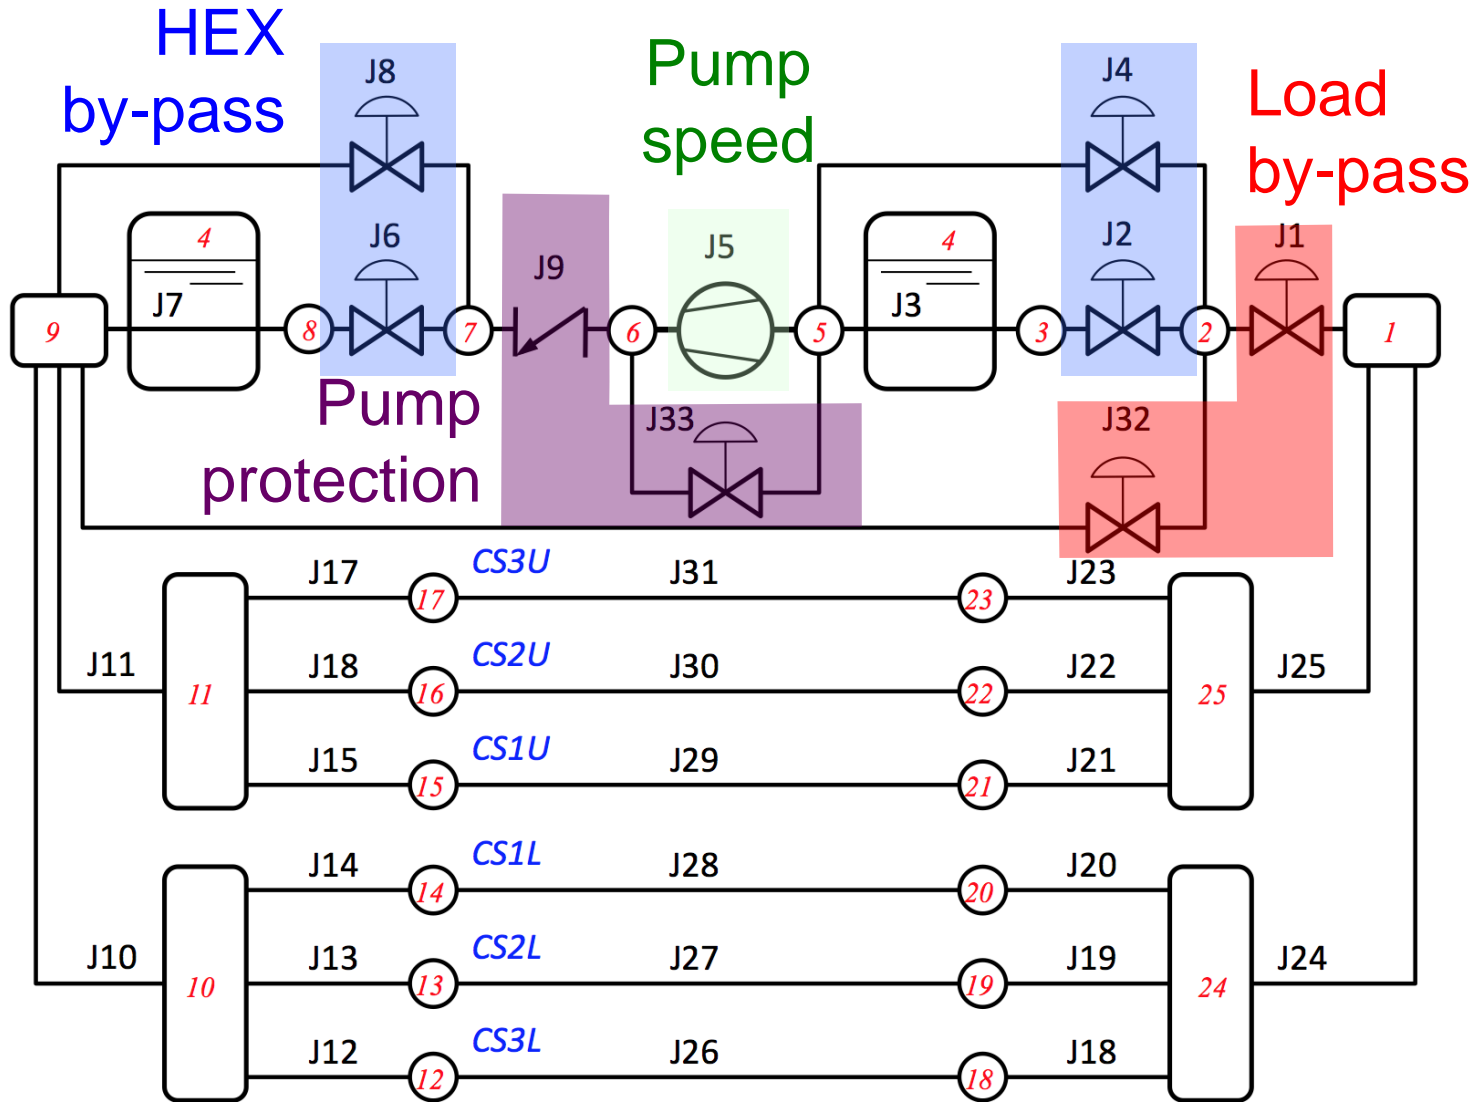 HEX
by-pass
Pump
speed
Load
by-pass
J8
J4
J6
J9
J5
J2
J1
4
4
J7
J3
9
8
7
6
5
3
2
1
Pump
protection
J33
J32
J17
17
CS3U
J31
23
J23
J11
11
J18
16
CS2U
J30
22
J22
25
J25
J15
15
CS1U
J29
21
J21
J14
14
CS1L
J28
20
J20
J10
10
J13
13
CS2L
J27
19
J19
24
J24
J12
12
CS3L
J26
18
J18